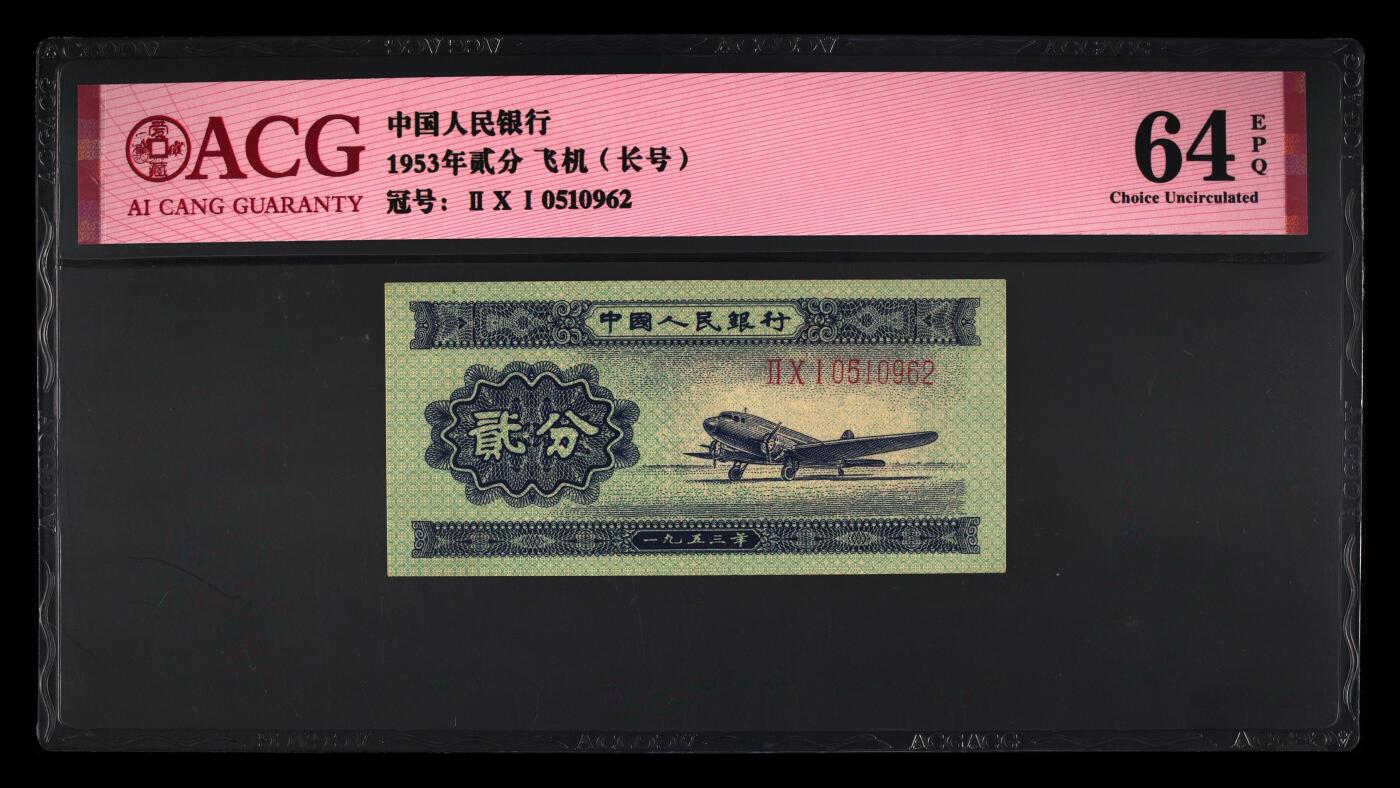 ACG
AI CANG GUARANTY
中国人民银行
1953年贰分 飞机（长号）
冠号：ⅡⅩⅠ0510962
64
EPQ
Choice Uncirculated
中國人民銀行
ⅡⅩⅠ0510962
貳分
一九五三年